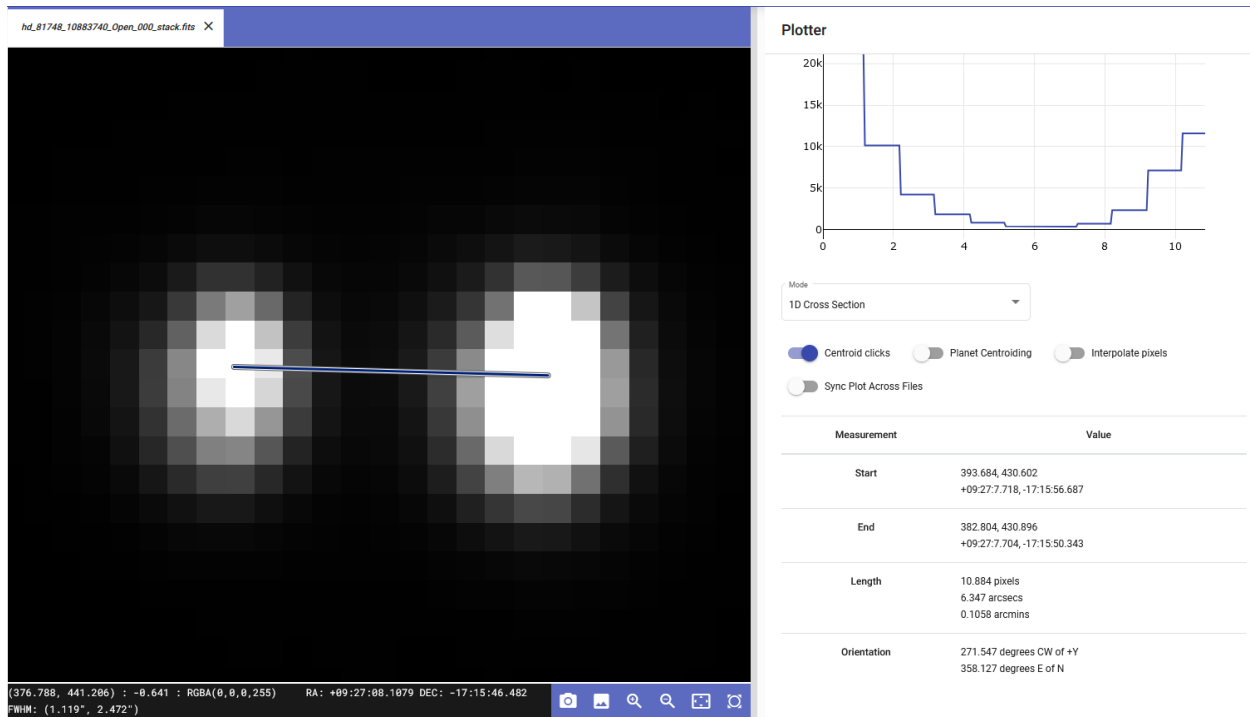 hd_81748_10883740_Open_000_stack.fits ✕
Plotter
20k
15k
10k
5k
0
0 2 4 6 8 10
Mode
1D Cross Section
Centroid clicks Planet Centroiding Interpolate pixels
Sync Plot Across Files
Measurement Value
Start 393.684, 430.602
+09:27:7.718, -17:15:56.687
End 382.804, 430.896
+09:27:7.704, -17:15:50.343
Length 10.884 pixels
6.347 arcsecs
0.1058 arcmins
Orientation 271.547 degrees CW of +Y
358.127 degrees E of N
(376.788, 441.206) : -0.641 : RGBA(0,0,0,255) RA: +09:27:08.1079 DEC: -17:15:46.482
FWHM: (1.119", 2.472")